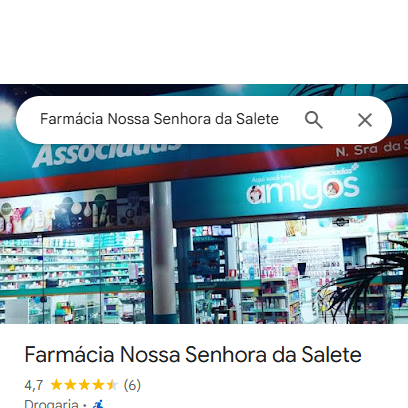 Farmácia Nossa Senhora da Salete
Associadas
N. Sra da S
Aqui você tem
associadas
amigos
Farmácia Nossa Senhora da Salete
4,7 (6)
Drogaria ·